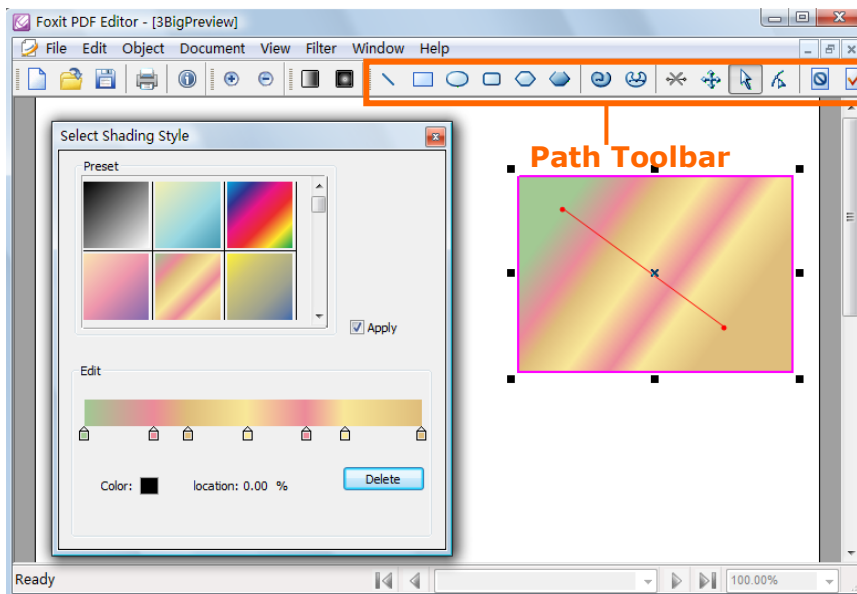 Foxit PDF Editor - [3BigPreview]
File Edit Object Document View Filter Window Help
Path Toolbar
Select Shading Style
Preset
Apply
Edit
Color: location: 0.00 %
Delete
Ready
100.00%